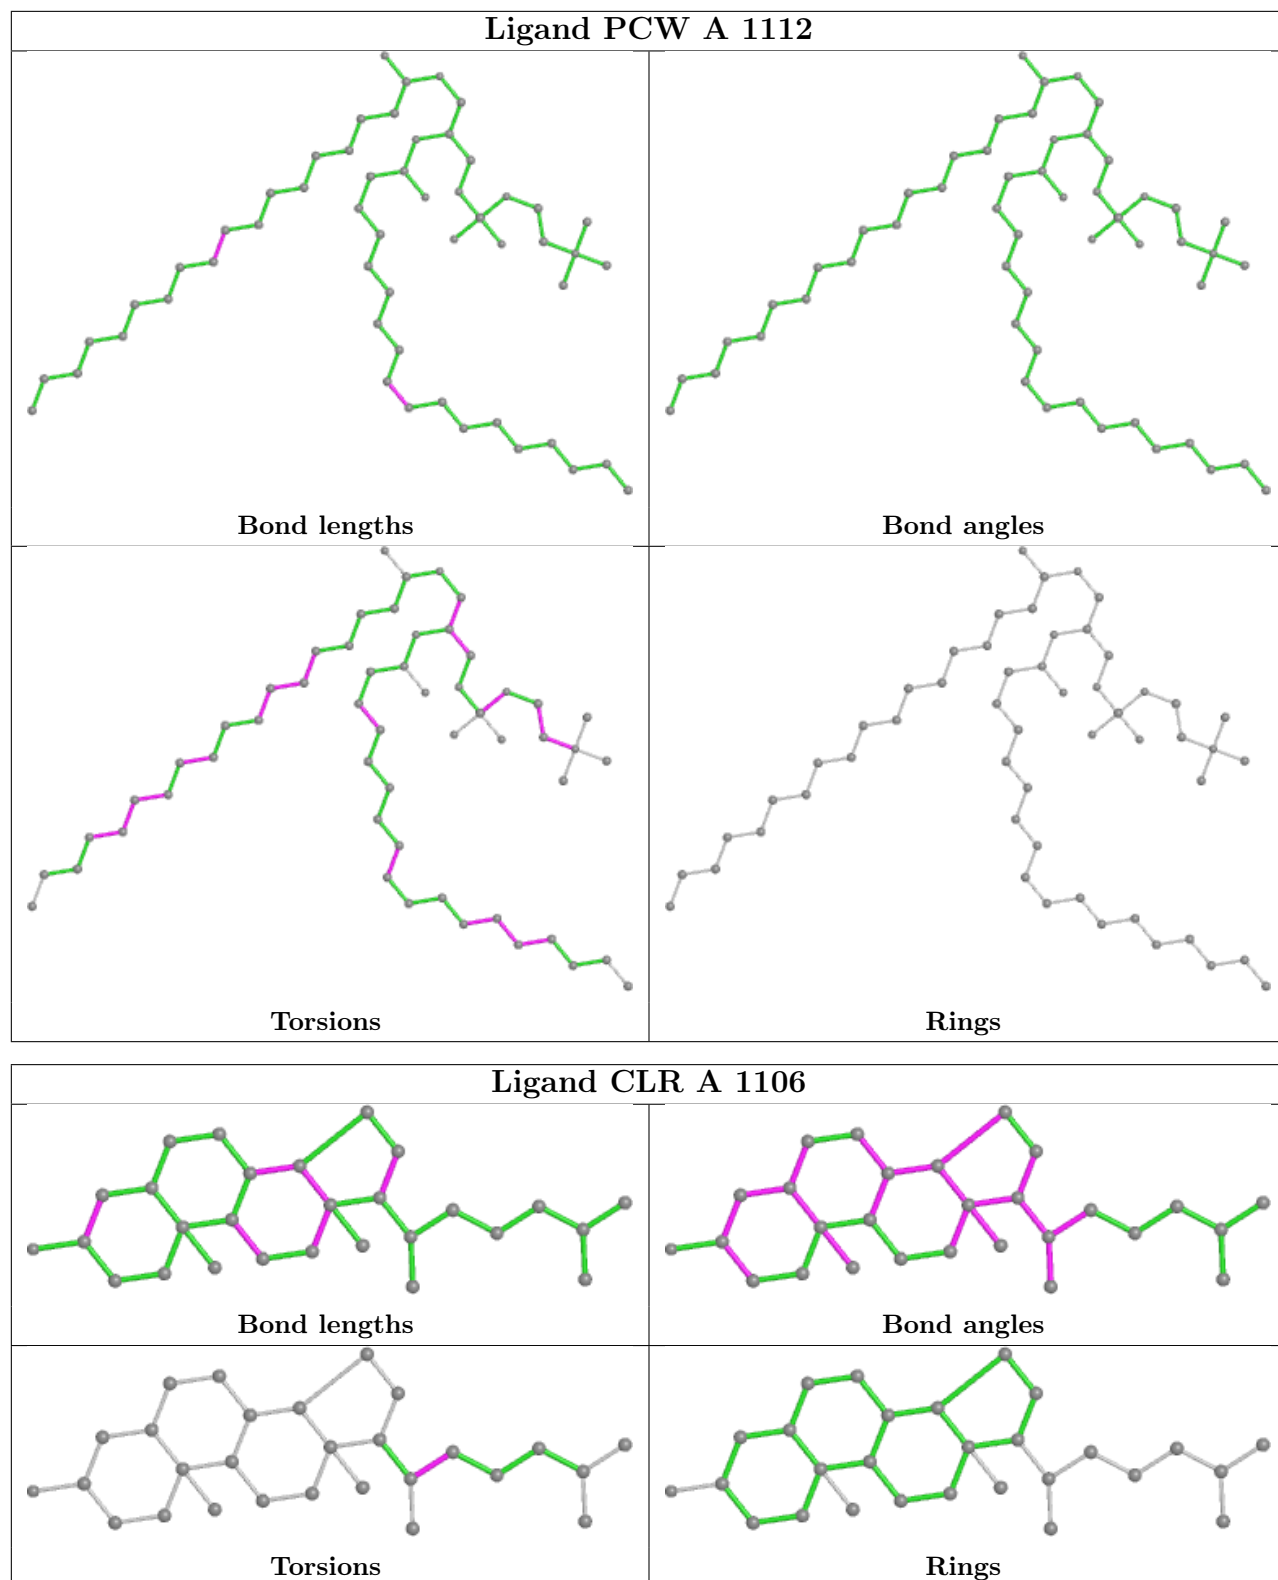 Ligand PCW A 1112
Bond lengths
Bond angles
Torsions
Rings
Ligand CLR A 1106
Bond lengths
Bond angles
Torsions
Rings